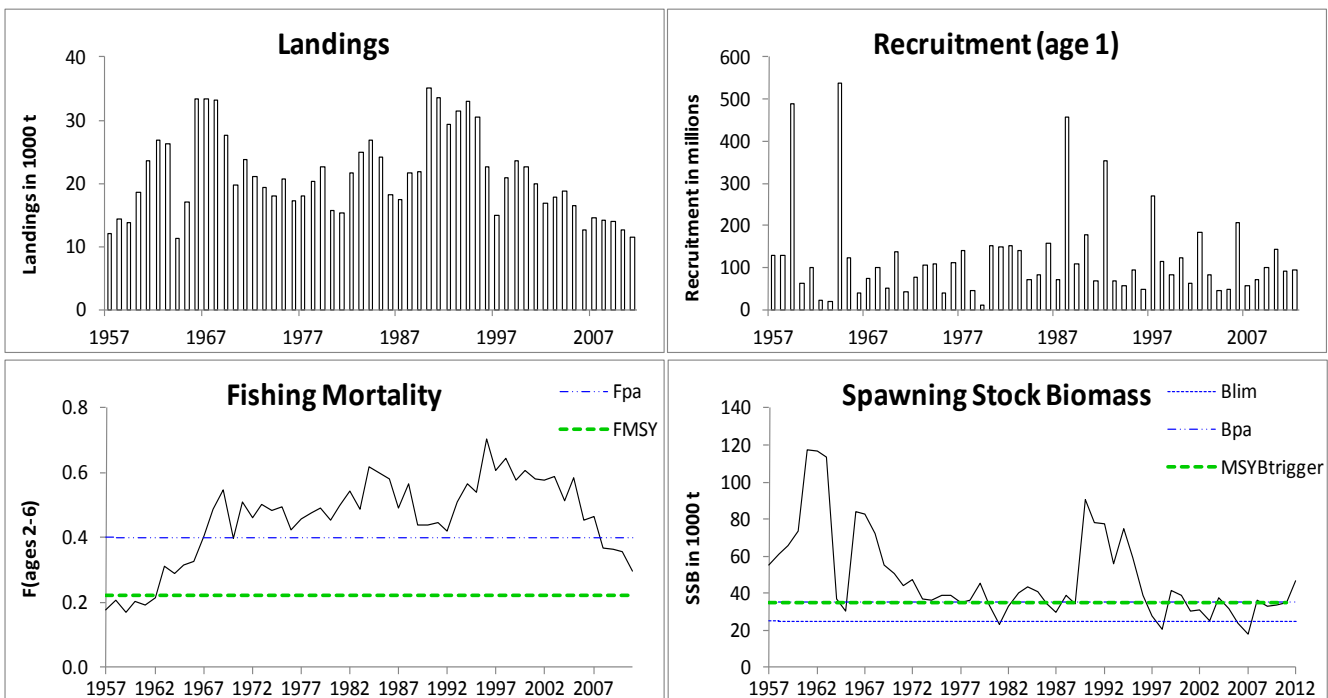 Landings
Landings in 1000 t
40
30
20
10
0
1957 1967 1977 1987 1997 2007
Recruitment (age 1)
Recruitment in millions
600
500
400
300
200
100
0
1957 1967 1977 1987 1997 2007
Fishing Mortality
Fpa
FMSY
F(ages 2-6)
0.8
0.6
0.4
0.2
0.0
1957 1962 1967 1972 1977 1982 1987 1992 1997 2002 2007
Spawning Stock Biomass
Blim
Bpa
MSYBtrigger
SSB in 1000 t
140
120
100
80
60
40
20
0
1957 1962 1967 1972 1977 1982 1987 1992 1997 2002 2007 2012